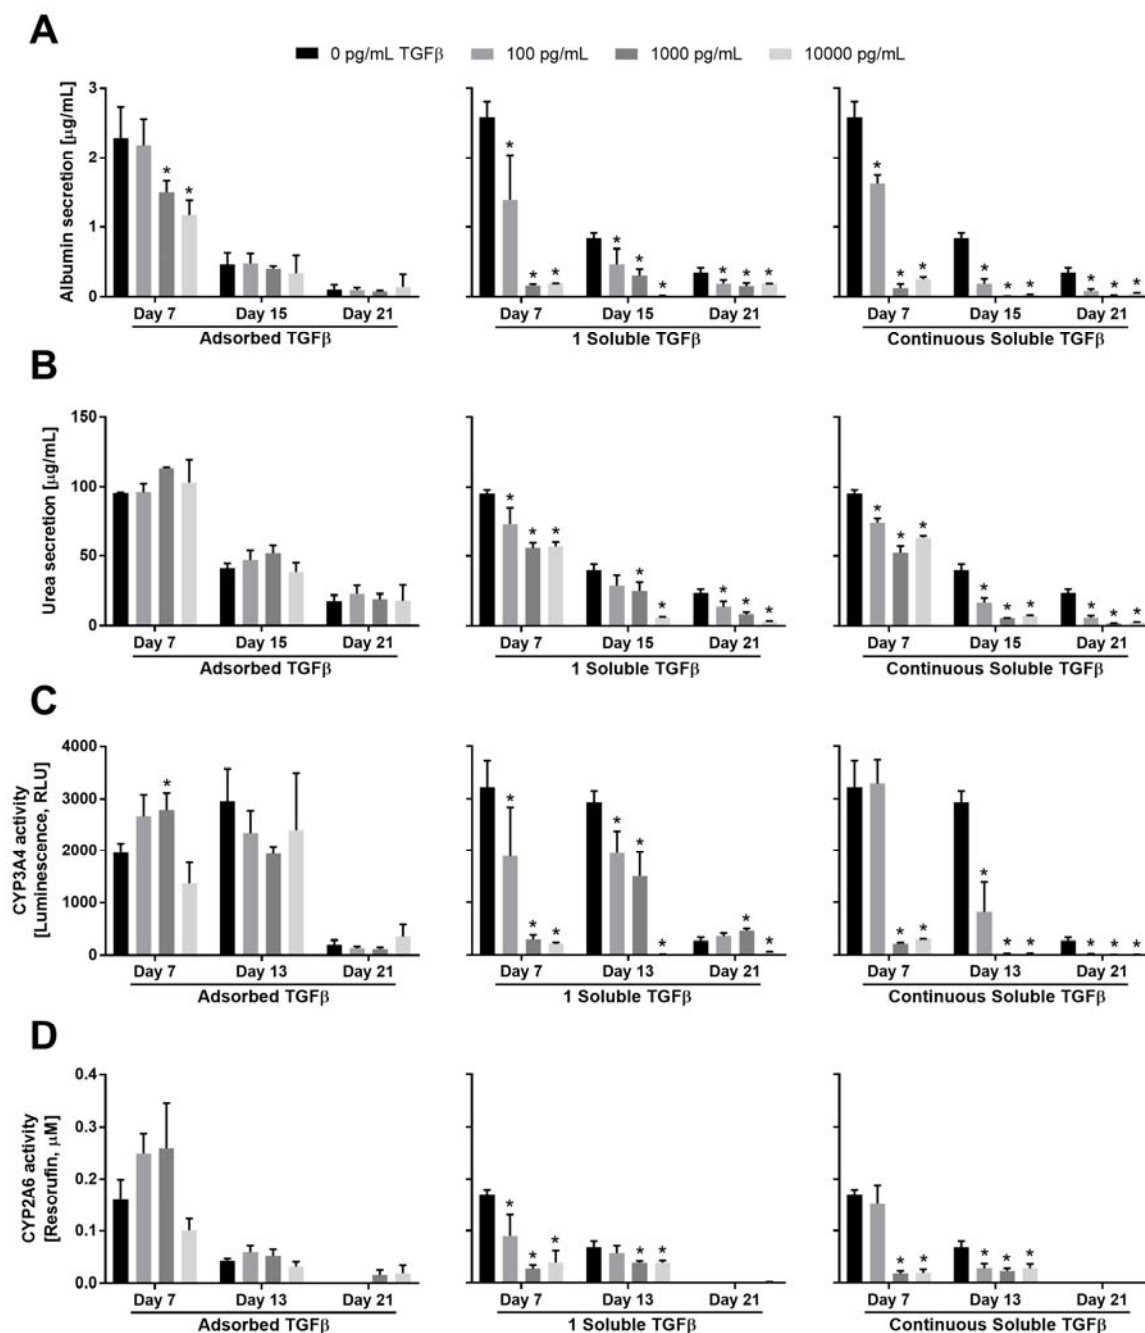 A
0 pg/mL TGFβ 100 pg/mL 1000 pg/mL 10000 pg/mL
Albumin secretion [µg/mL]
3
2
1
0
* *
Day 7 Day 15 Day 21
Adsorbed TGFβ
* * * * * * * * *
Day 7 Day 15 Day 21
1 Soluble TGFβ
* * * * * * * * *
Day 7 Day 15 Day 21
Continuous Soluble TGFβ
B
Urea secretion [µg/mL]
150
100
50
0
Day 7 Day 15 Day 21
Adsorbed TGFβ
* * * * * * * *
Day 7 Day 15 Day 21
1 Soluble TGFβ
* * * * * * * * *
Day 7 Day 15 Day 21
Continuous Soluble TGFβ
C
CYP3A4 activity
[Luminescence, RLU]
4000
3000
2000
1000
0
*
Day 7 Day 13 Day 21
Adsorbed TGFβ
* * * * * * * *
Day 7 Day 13 Day 21
1 Soluble TGFβ
* * * * * * * *
Day 7 Day 13 Day 21
Continuous Soluble TGFβ
D
CYP2A6 activity
[Resorufin, µM]
0.4
0.3
0.2
0.1
0.0
Day 7 Day 13 Day 21
Adsorbed TGFβ
* * * * *
Day 7 Day 13 Day 21
1 Soluble TGFβ
* * * * *
Day 7 Day 13 Day 21
Continuous Soluble TGFβ